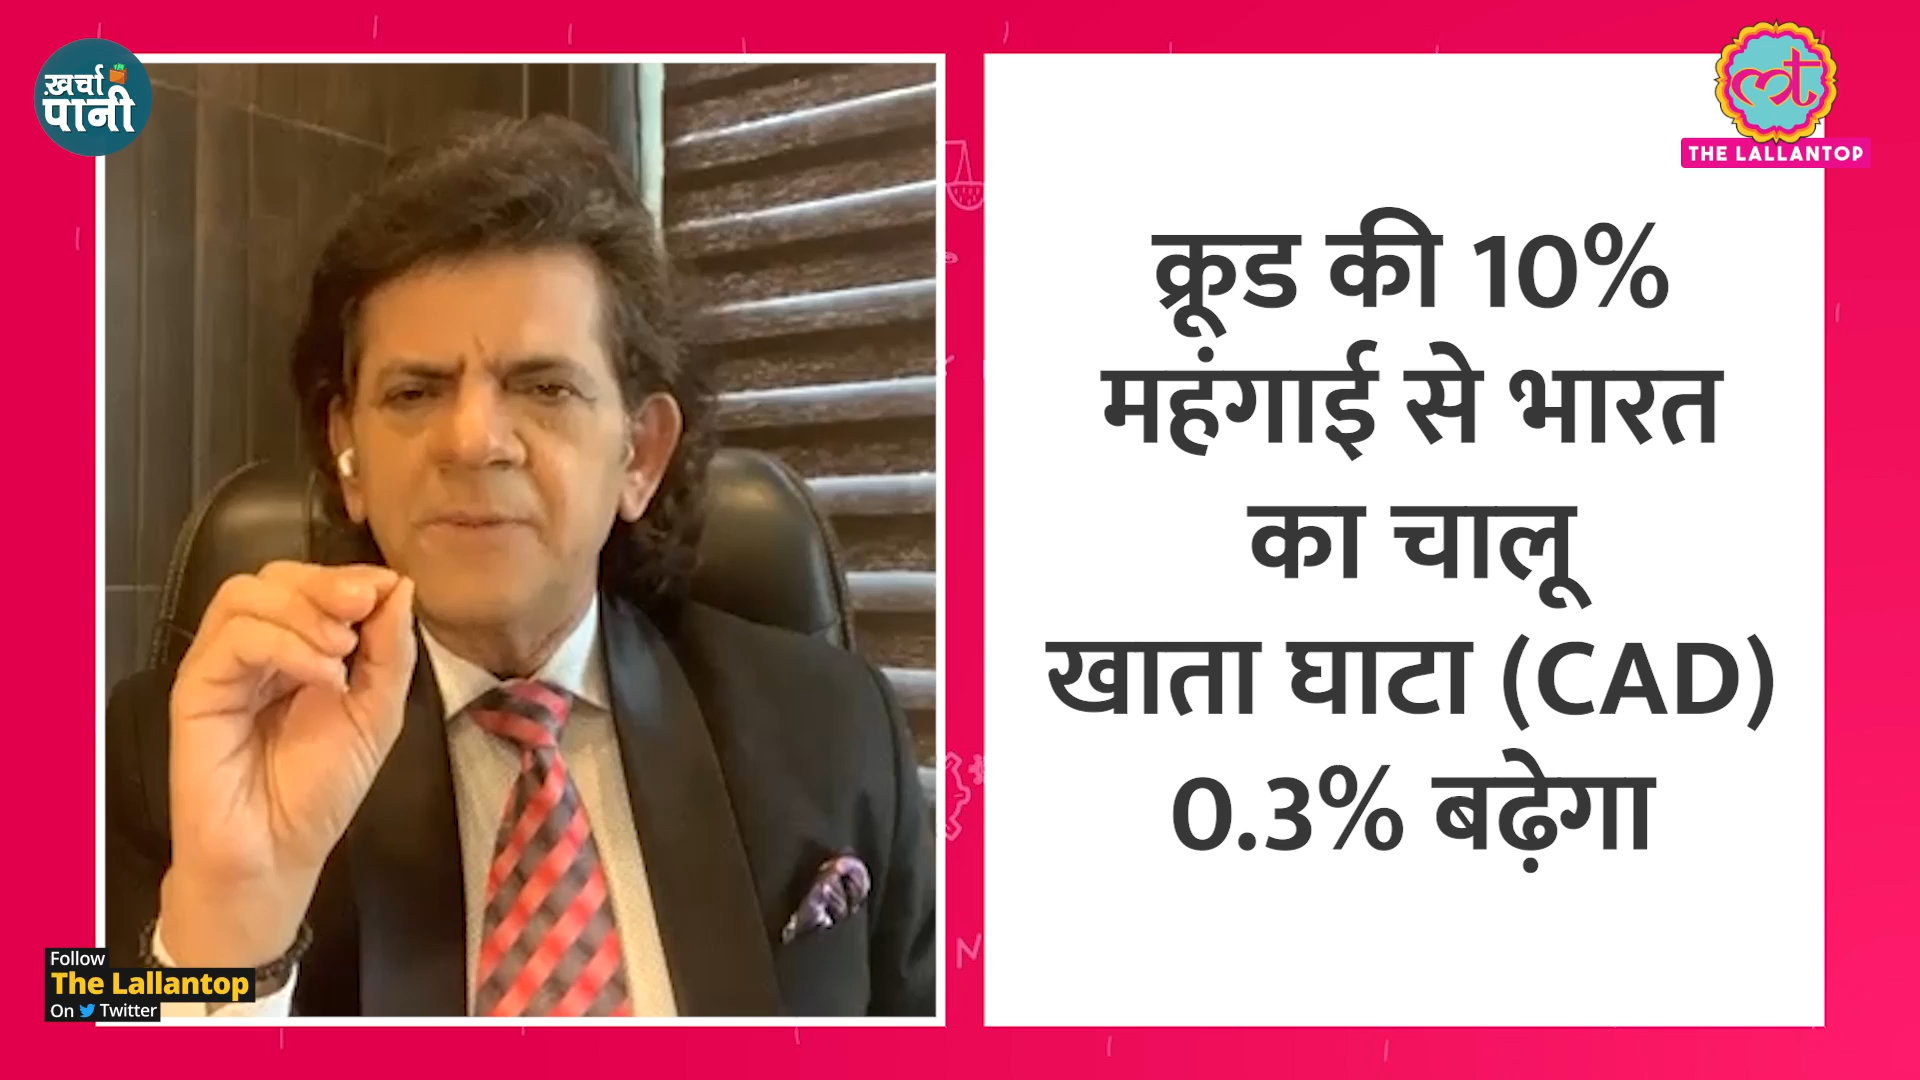 ख़र्चा
पानी
THE LALLANTOP
क्रूड की 10%
महंगाई से भारत
का चालू
खाता घाटा (CAD)
0.3% बढ़ेगा
Follow
The Lallantop
On Twitter